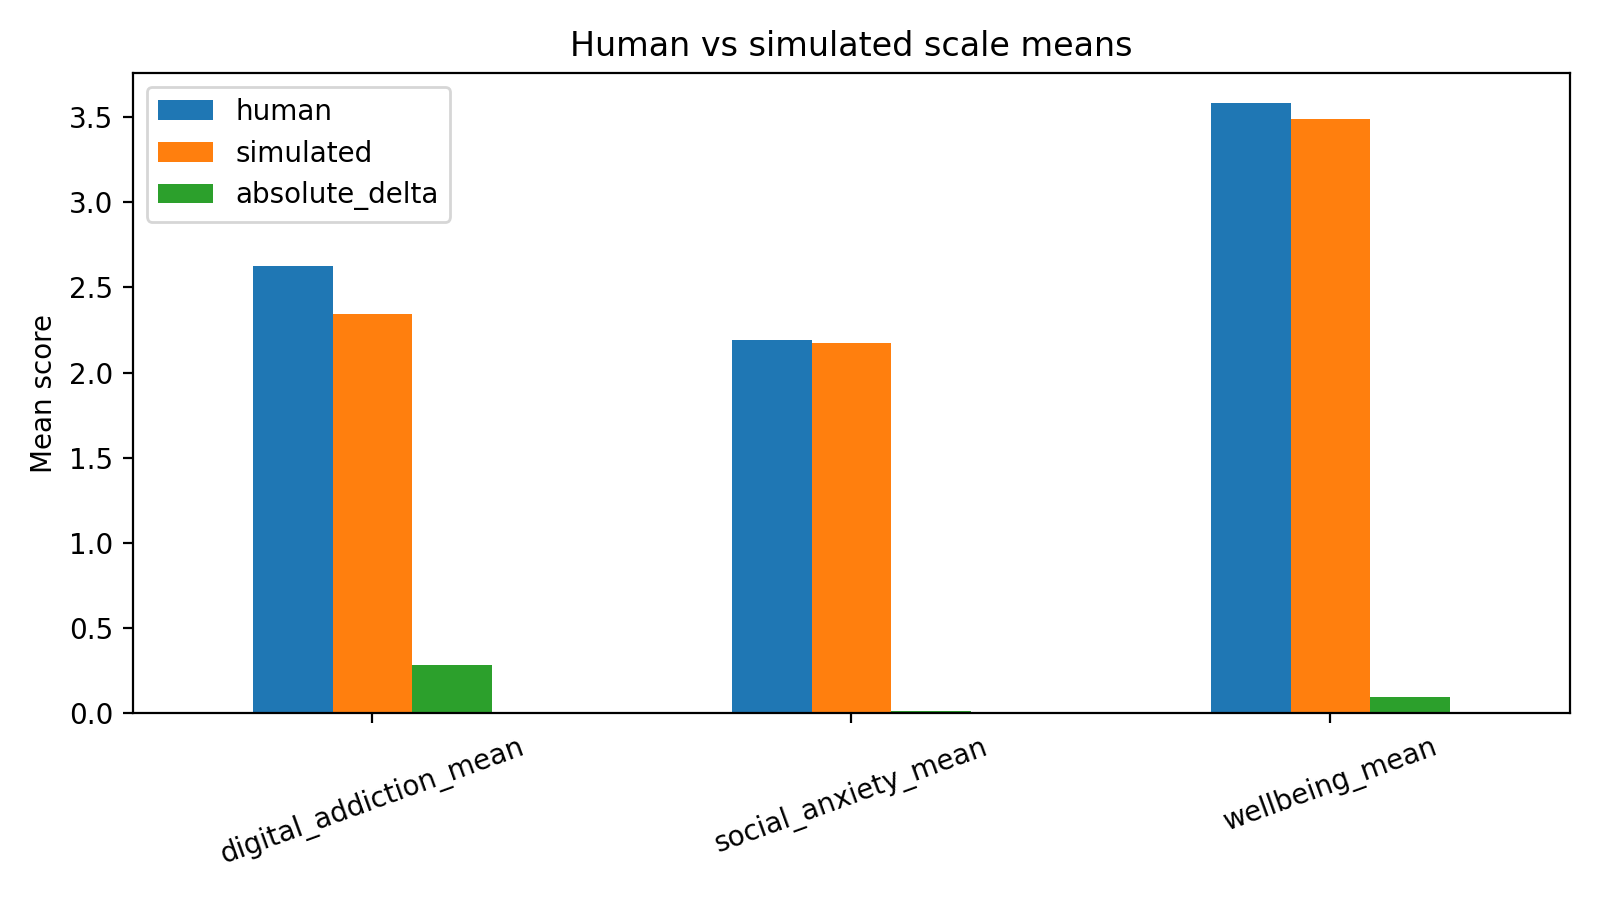 Human vs simulated scale means
human
simulated
absolute_delta
Mean score
3.5
3.0
2.5
2.0
1.5
1.0
0.5
0.0
digital_addiction_mean
social_anxiety_mean
wellbeing_mean